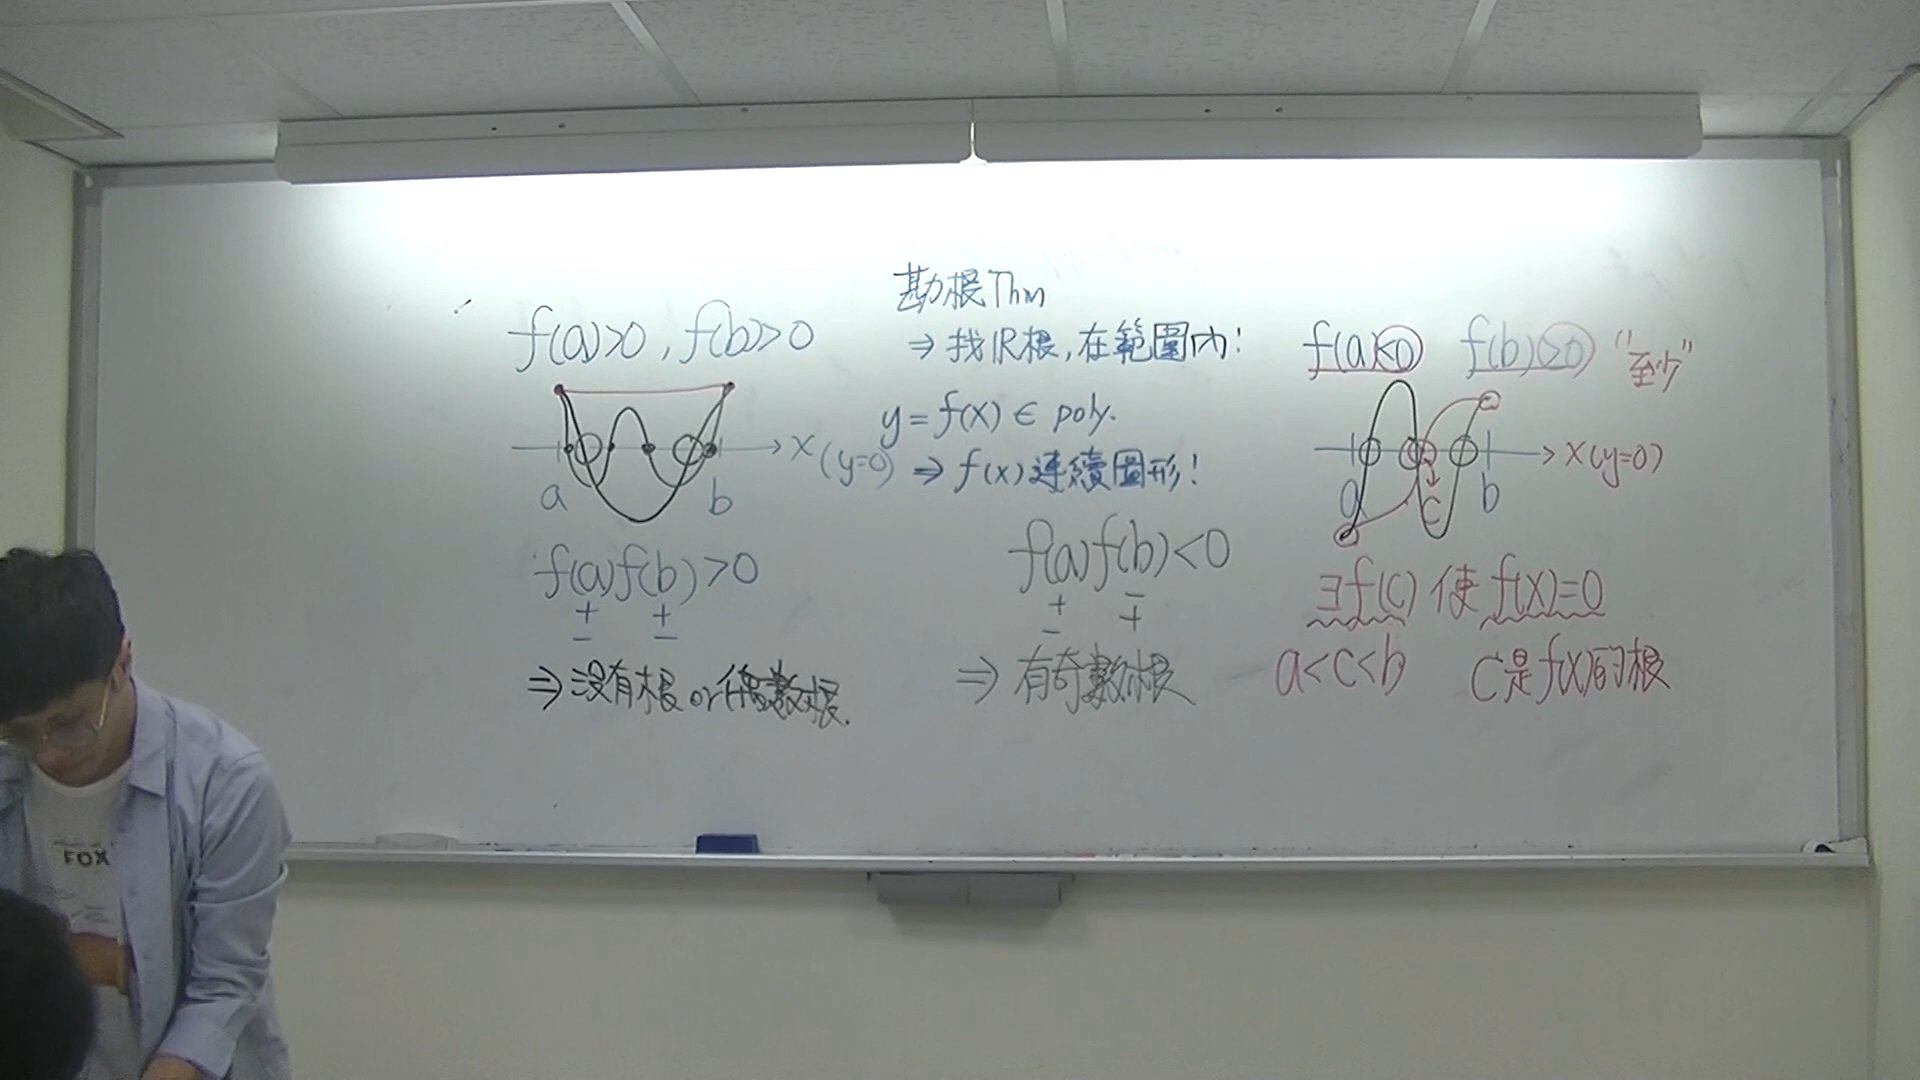 勘根Thm
⇒ 找ℝ根,在範圍內!
y = f(x) ∈ poly.
⇒ f(x)連續圖形!
f(a)>0 , f(b)>0
x (y=0)
a b
f(a)f(b)>0
+ +
- -
⇒ 沒有根 or 偶數根.
f(a)f(b)<0
+ -
- +
⇒ 有奇數根
f(a)<0 f(b)>0 "至少"
x(y=0)
a c b
∃f(c) 使 f(x)=0
a<c<b c是f(x)的根
FOX